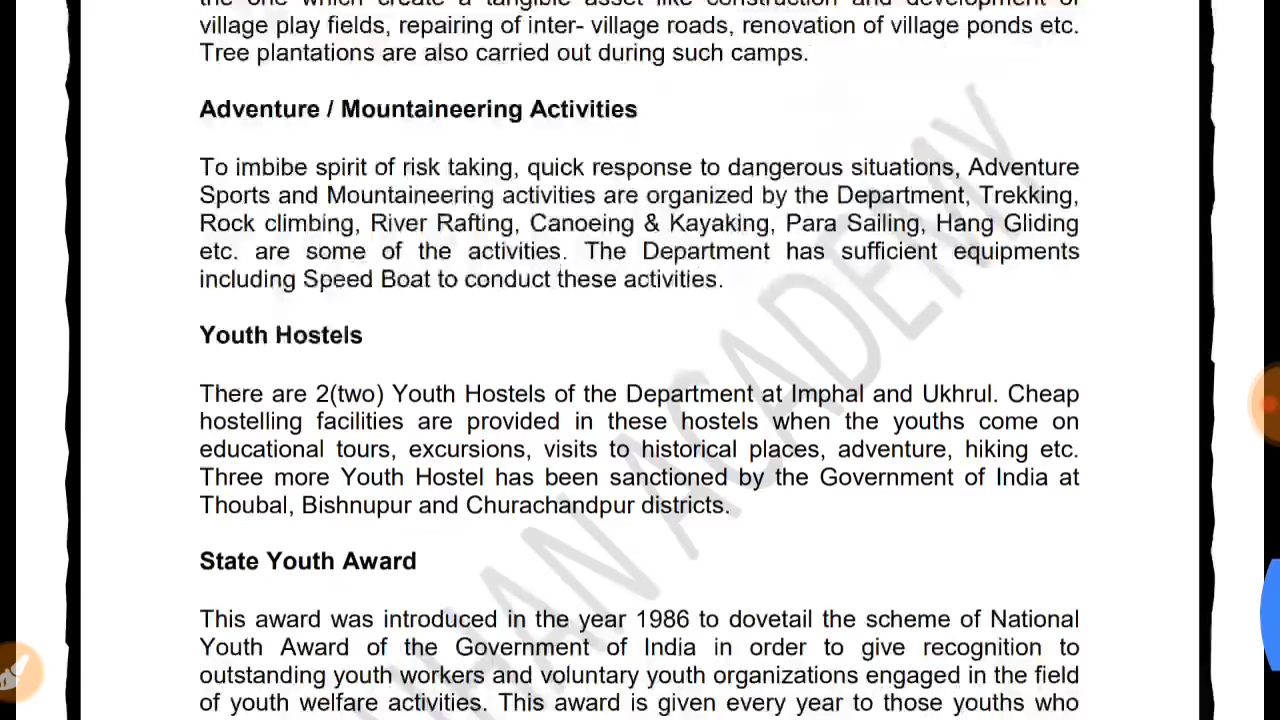 village play fields, repairing of inter- village roads, renovation of village ponds etc.
Tree plantations are also carried out during such camps.
Adventure / Mountaineering Activities
To imbibe spirit of risk taking, quick response to dangerous situations, Adventure
Sports and Mountaineering activities are organized by the Department, Trekking,
Rock climbing, River Rafting, Canoeing & Kayaking, Para Sailing, Hang Gliding
etc. are some of the activities. The Department has sufficient equipments
including Speed Boat to conduct these activities.
Youth Hostels
There are 2(two) Youth Hostels of the Department at Imphal and Ukhrul. Cheap
hostelling facilities are provided in these hostels when the youths come on
educational tours, excursions, visits to historical places, adventure, hiking etc.
Three more Youth Hostel has been sanctioned by the Government of India at
Thoubal, Bishnupur and Churachandpur districts.
State Youth Award
This award was introduced in the year 1986 to dovetail the scheme of National
Youth Award of the Government of India in order to give recognition to
outstanding youth workers and voluntary youth organizations engaged in the field
of youth welfare activities. This award is given every year to those youths who
ACADEMY